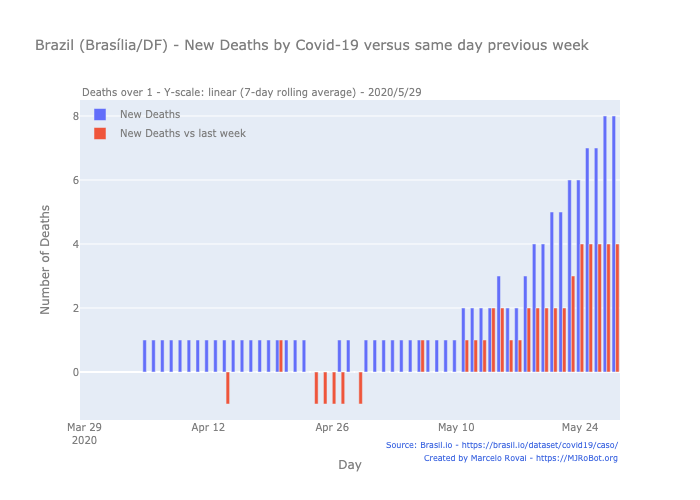 Brazil (Brasília/DF) - New Deaths by Covid-19 versus same day previous week
Deaths over 1 - Y-scale: linear (7-day rolling average) - 2020/5/29
New Deaths
New Deaths vs last week
Number of Deaths
8
6
4
2
0
Mar 29
2020
Apr 12
Apr 26
May 10
May 24
Day
Source: Brasil.io - https://brasil.io/dataset/covid19/caso/
Created by Marcelo Rovai - https://MJRoBot.org